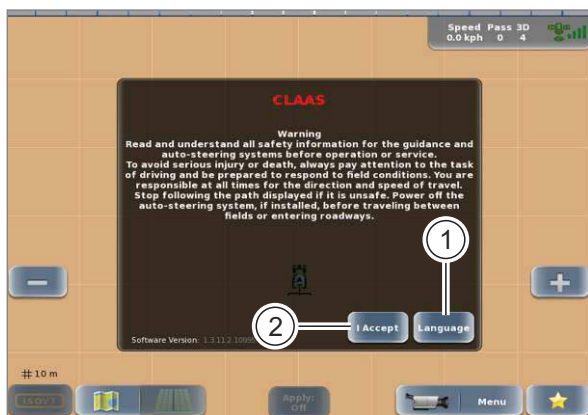 Speed Pass 3D
0.0 kph 0 4
CLAAS
Warning
Read and understand all safety information for the guidance and
auto-steering systems before operation or service.
To avoid serious injury or death, always pay attention to the task
of driving and be prepared to respond to field conditions. You are
responsible at all times for the direction and speed of travel.
Stop following the path displayed if it is unsafe. Power off the
auto-steering system, if installed, before traveling between
fields or entering roadways.
1
2
I Accept
Language
Software Version:
# 10 m
Apply:
Off
Menu